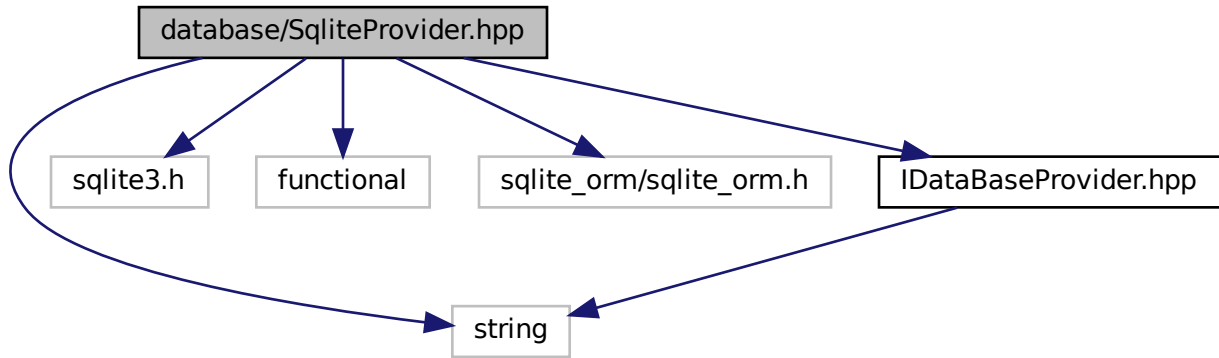 database/SqliteProvider.hpp
sqlite3.h
functional
sqlite_orm/sqlite_orm.h
IDataBaseProvider.hpp
string